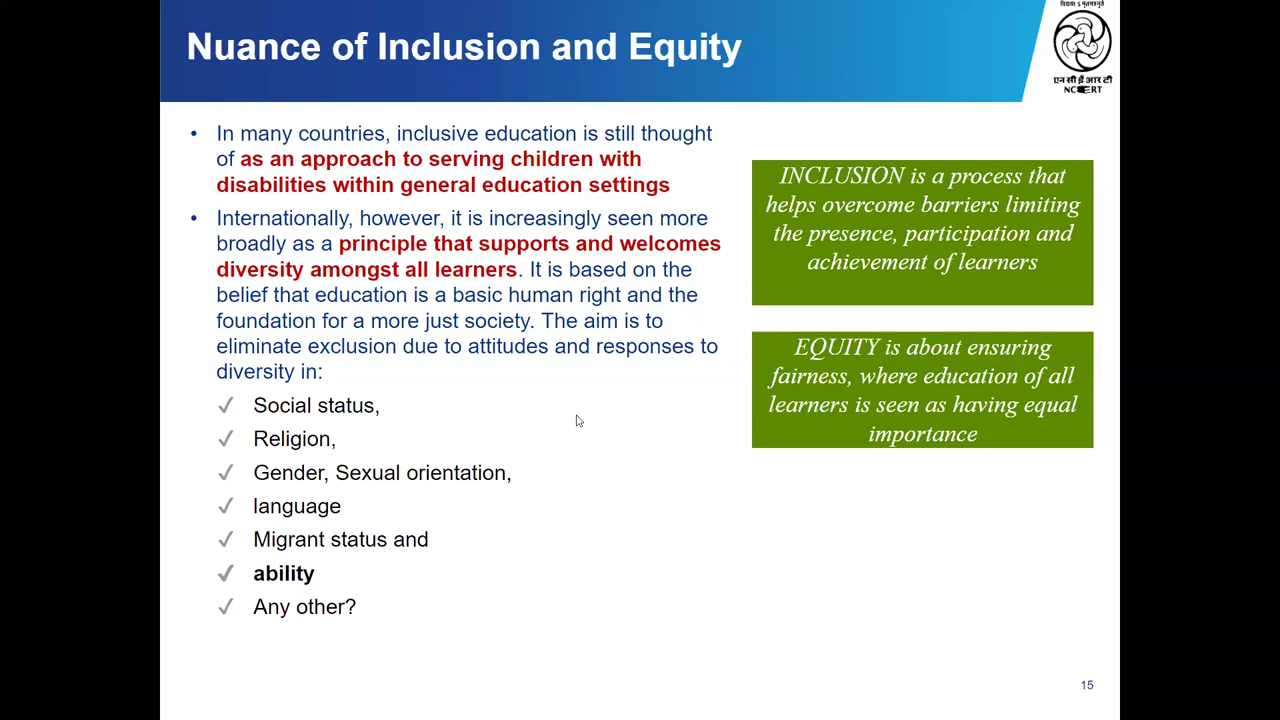 Nuance of Inclusion and Equity
विद्यया ऽ मृतमश्नुते
एन सी ई आर टी
NCERT
• In many countries, inclusive education is still thought
of as an approach to serving children with
disabilities within general education settings
• Internationally, however, it is increasingly seen more
broadly as a principle that supports and welcomes
diversity amongst all learners. It is based on the
belief that education is a basic human right and the
foundation for a more just society. The aim is to
eliminate exclusion due to attitudes and responses to
diversity in:
✓ Social status,
✓ Religion,
✓ Gender, Sexual orientation,
✓ language
✓ Migrant status and
✓ ability
✓ Any other?
INCLUSION is a process that
helps overcome barriers limiting
the presence, participation and
achievement of learners
EQUITY is about ensuring
fairness, where education of all
learners is seen as having equal
importance
15